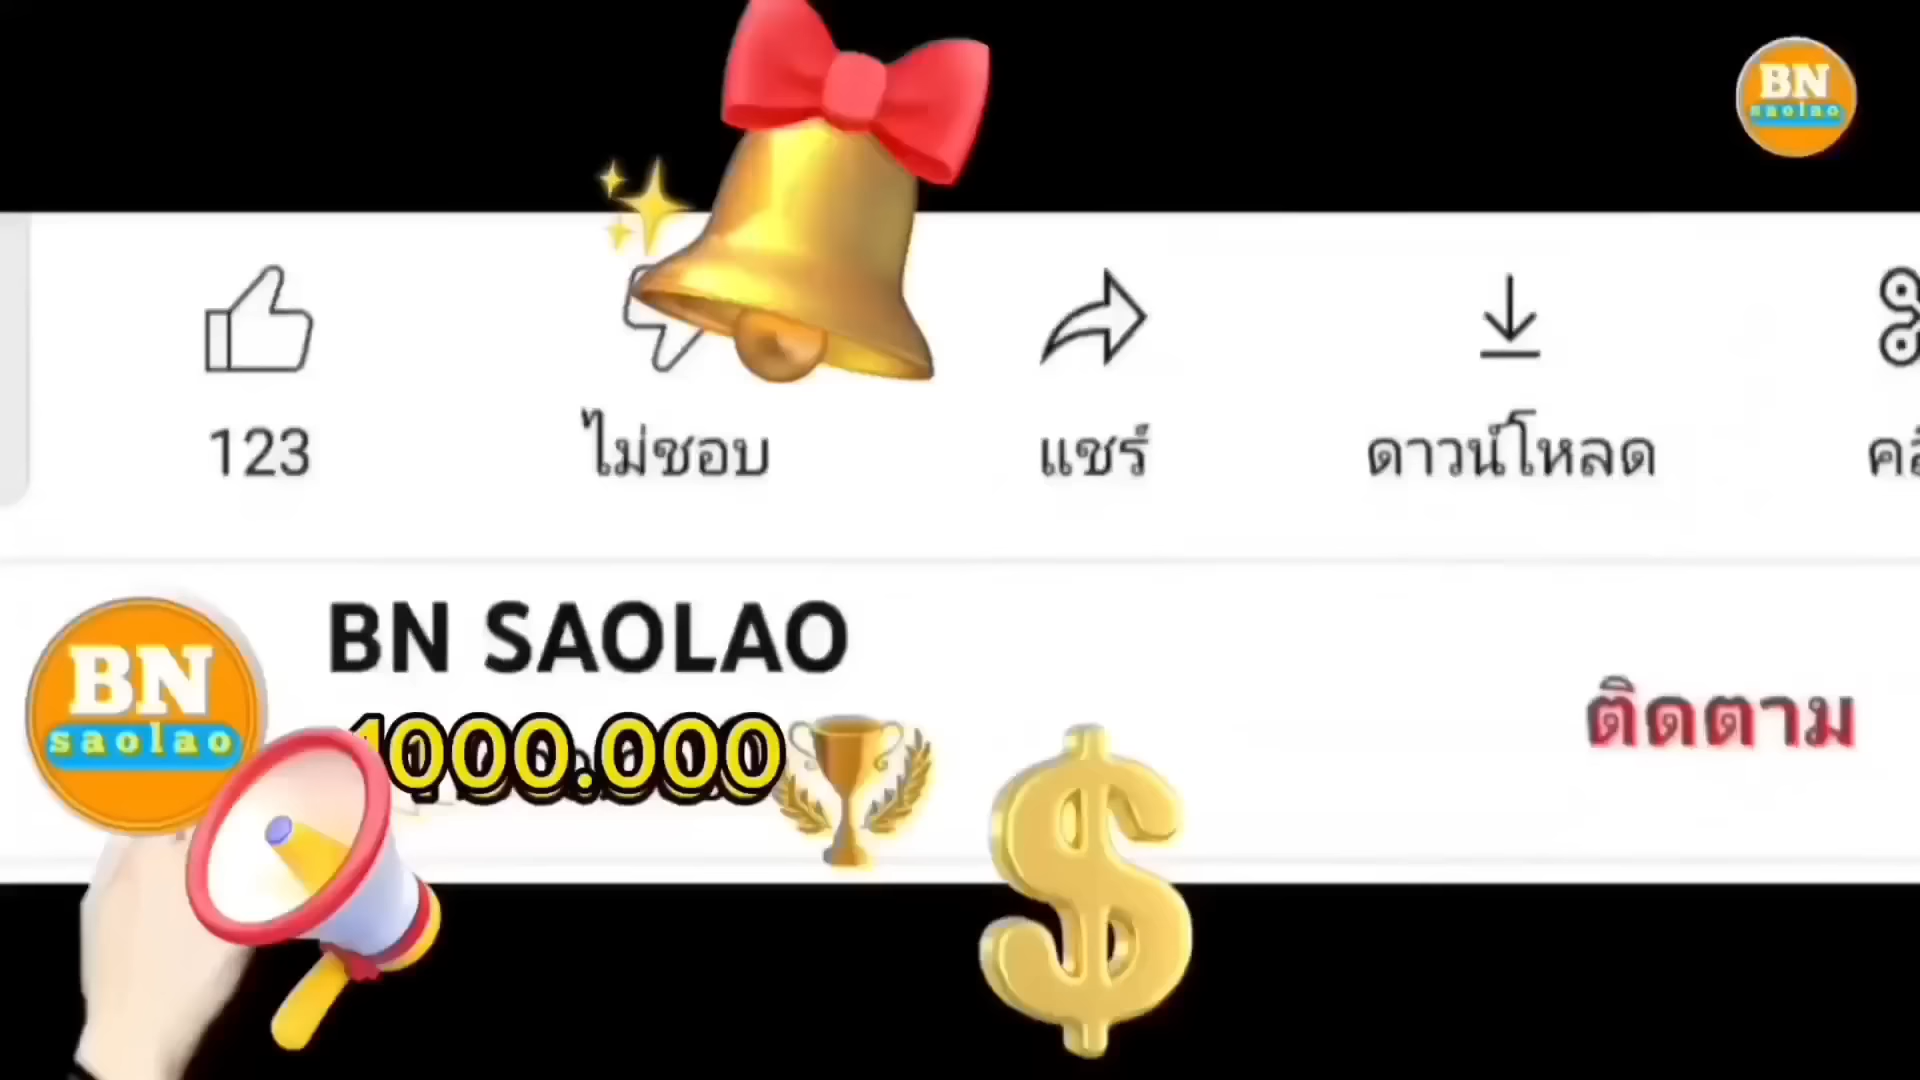 BN
saolao
123
ไม่ชอบ
แชร์
ดาวน์โหลด
BN SAOLAO
BN
saolao
1000.000
ติดตาม